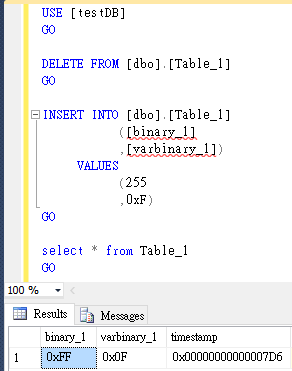 USE [testDB]
GO
DELETE FROM [dbo].[Table_1]
GO
INSERT INTO [dbo].[Table_1]
([binary_1]
,[varbinary_1])
VALUES
(255
,0xF)
GO
select * from Table_1
GO
100 %
Results Messages
binary_1 varbinary_1 timestamp
1 0xFF 0x0F 0x00000000000007D6